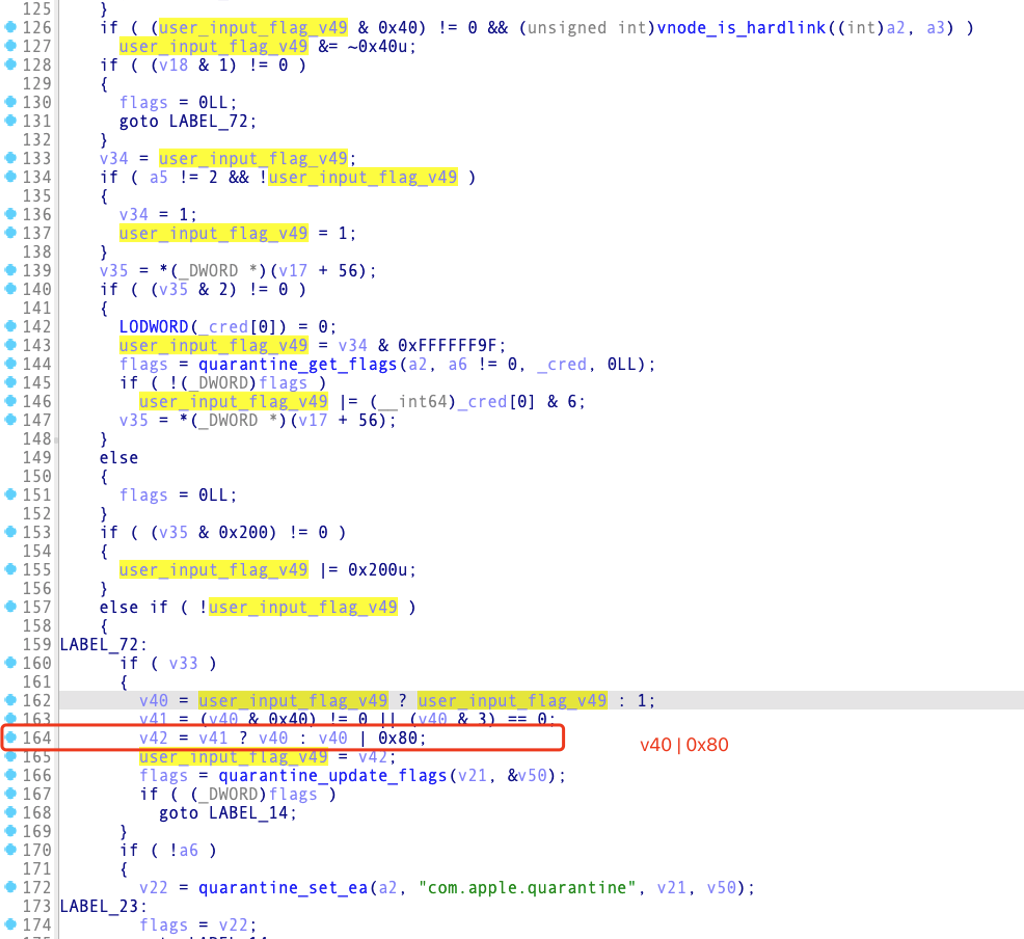 125 }
126 if ( (user_input_flag_v49 & 0x40) != 0 && (unsigned int)vnode_is_hardlink((int)a2, a3) )
127 user_input_flag_v49 &= ~0x40u;
128 if ( (v18 & 1) != 0 )
129 {
130 flags = 0LL;
131 goto LABEL_72;
132 }
133 v34 = user_input_flag_v49;
134 if ( a5 != 2 && !user_input_flag_v49 )
135 {
136 v34 = 1;
137 user_input_flag_v49 = 1;
138 }
139 v35 = *(_DWORD *)(v17 + 56);
140 if ( (v35 & 2) != 0 )
141 {
142 LODWORD(_cred[0]) = 0;
143 user_input_flag_v49 = v34 & 0xFFFFFF9F;
144 flags = quarantine_get_flags(a2, a6 != 0, _cred, 0LL);
145 if ( !(_DWORD)flags )
146 user_input_flag_v49 |= (__int64)_cred[0] & 6;
147 v35 = *(_DWORD *)(v17 + 56);
148 }
149 else
150 {
151 flags = 0LL;
152 }
153 if ( (v35 & 0x200) != 0 )
154 {
155 user_input_flag_v49 |= 0x200u;
156 }
157 else if ( !user_input_flag_v49 )
158 {
159 LABEL_72:
160 if ( v33 )
161 {
162 v40 = user_input_flag_v49 ? user_input_flag_v49 : 1;
163 v41 = (v40 & 0x40) != 0 || (v40 & 3) == 0;
164 v42 = v41 ? v40 : v40 | 0x80; v40 | 0x80
165 user_input_flag_v49 = v42;
166 flags = quarantine_update_flags(v21, &v50);
167 if ( (_DWORD)flags )
168 goto LABEL_14;
169 }
170 if ( !a6 )
171 {
172 v22 = quarantine_set_ea(a2, "com.apple.quarantine", v21, v50);
173 LABEL_23:
174 flags = v22;